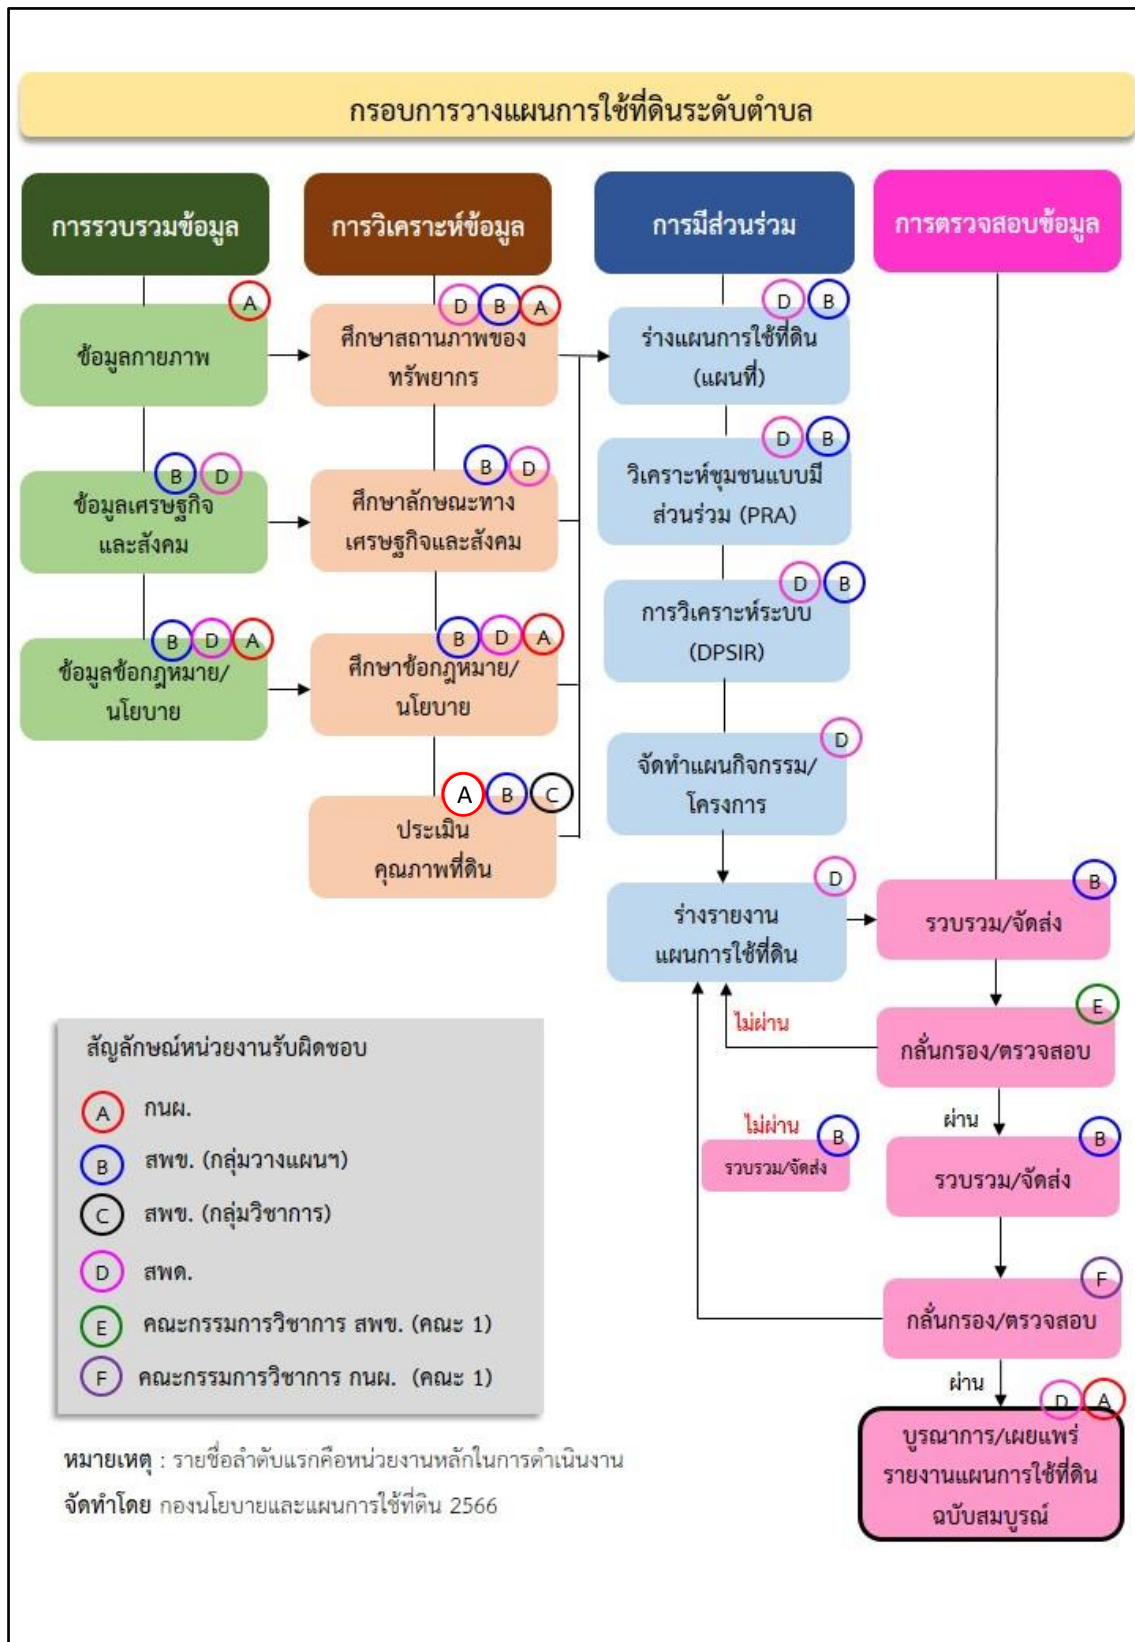 กรอบการวางแผนการใช้ที่ดินระดับตำบล
การรวบรวมข้อมูล
A
ข้อมูลกายภาพ
B D
ข้อมูลเศรษฐกิจ
และสังคม
B D A
ข้อมูลข้อกฎหมาย/
นโยบาย
การวิเคราะห์ข้อมูล
D B A
ศึกษาสถานภาพของ
ทรัพยากร
B D
ศึกษาลักษณะทาง
เศรษฐกิจและสังคม
B D A
ศึกษาข้อกฎหมาย/
นโยบาย
A B C
ประเมิน
คุณภาพที่ดิน
การมีส่วนร่วม
D B
ร่างแผนการใช้ที่ดิน
(แผนที่)
D B
วิเคราะห์ชุมชนแบบมี
ส่วนร่วม (PRA)
D B
การวิเคราะห์ระบบ
(DPSIR)
D
จัดทำแผนกิจกรรม/
โครงการ
D
ร่างรายงาน
แผนการใช้ที่ดิน
การตรวจสอบข้อมูล
B
รวบรวม/จัดส่ง
E
กลั่นกรอง/ตรวจสอบ
ไม่ผ่าน
ผ่าน
B
รวบรวม/จัดส่ง
ไม่ผ่าน
B
รวบรวม/จัดส่ง
F
กลั่นกรอง/ตรวจสอบ
ผ่าน
D A
บูรณาการ/เผยแพร่
รายงานแผนการใช้ที่ดิน
ฉบับสมบูรณ์
สัญลักษณ์หน่วยงานรับผิดชอบ
A กนผ.
B สพข. (กลุ่มวางแผนฯ)
C สพข. (กลุ่มวิชาการ)
D สพด.
E คณะกรรมการวิชาการ สพข. (คณะ 1)
F คณะกรรมการวิชาการ กนผ. (คณะ 1)
หมายเหตุ : รายชื่อลำดับแรกคือหน่วยงานหลักในการดำเนินงาน
จัดทำโดย กองนโยบายและแผนการใช้ที่ดิน 2566